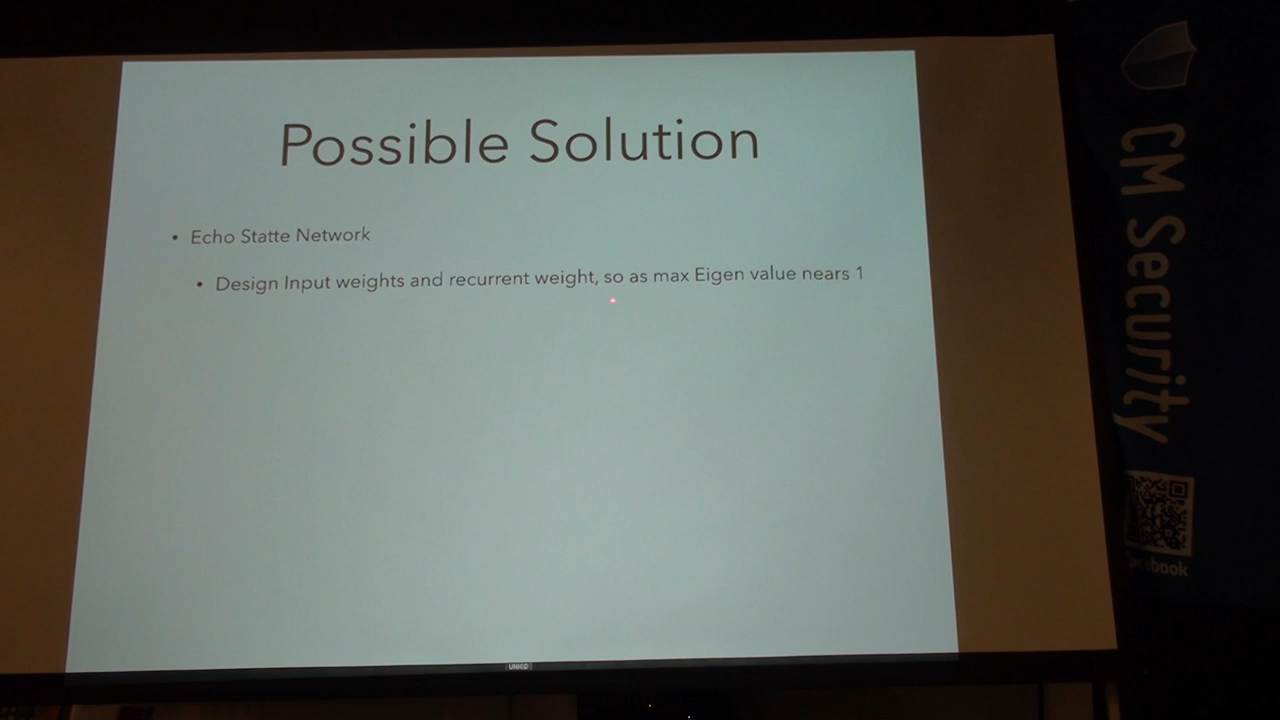 Possible Solution
• Echo Statte Network
• Design Input weights and recurrent weight, so as max Eigen value nears 1
CM Security
facebook
UNICO